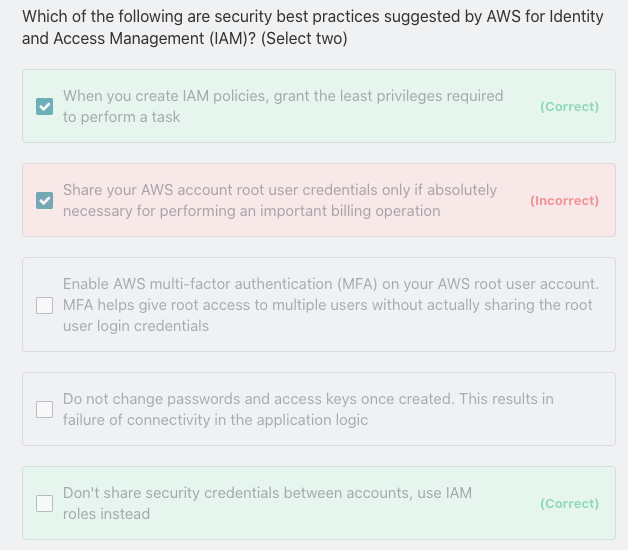 Which of the following are security best practices suggested by AWS for Identity
and Access Management (IAM)? (Select two)
When you create IAM policies, grant the least privileges required
to perform a task
(Correct)
Share your AWS account root user credentials only if absolutely
necessary for performing an important billing operation
(Incorrect)
Enable AWS multi-factor authentication (MFA) on your AWS root user account.
MFA helps give root access to multiple users without actually sharing the root
user login credentials
Do not change passwords and access keys once created. This results in
failure of connectivity in the application logic
Don't share security credentials between accounts, use IAM
roles instead
(Correct)